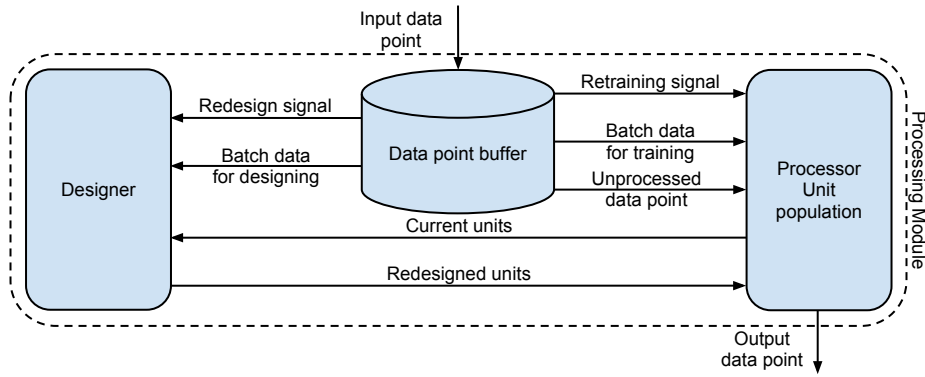 Input data
point
Redesign signal
Retraining signal
Batch data
for designing
Data point buffer
Batch data
for training
Unprocessed
data point
Designer
Processor
Unit
population
Current units
Redesigned units
Processing Module
Output
data point